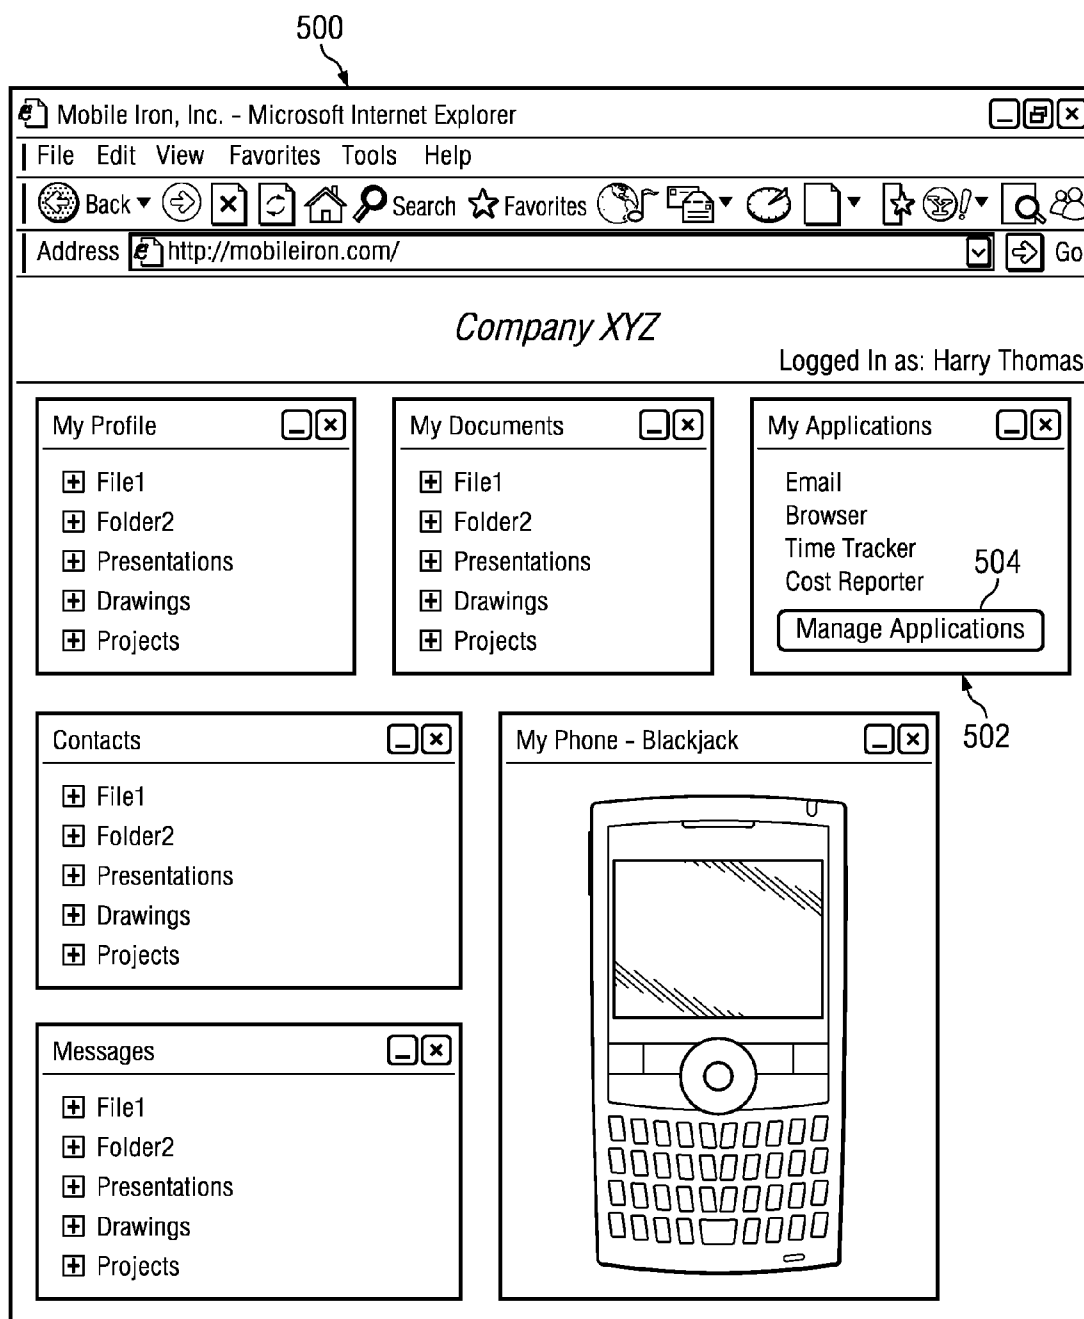 500
Mobile Iron, Inc. - Microsoft Internet Explorer
File Edit View Favorites Tools Help
Back Search Favorites
Address http://mobileiron.com/ Go
Company XYZ
Logged In as: Harry Thomas
My Profile
File1
Folder2
Presentations
Drawings
Projects
My Documents
File1
Folder2
Presentations
Drawings
Projects
My Applications
Email
Browser
Time Tracker
Cost Reporter
504
Manage Applications
502
Contacts
File1
Folder2
Presentations
Drawings
Projects
My Phone - Blackjack
Messages
File1
Folder2
Presentations
Drawings
Projects